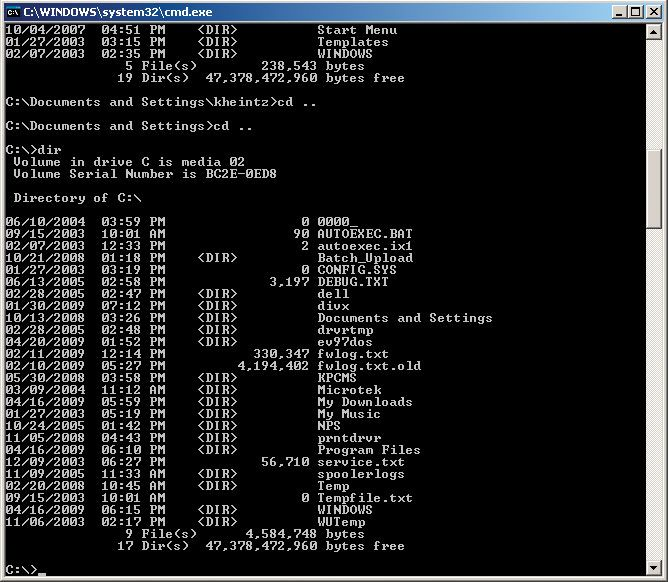 C:\WINDOWS\system32\cmd.exe
10/04/2007  04:51 PM    <DIR>          Start Menu
01/27/2003  03:15 PM    <DIR>          Templates
02/07/2003  02:35 PM    <DIR>          WINDOWS
               5 File(s)        238,543 bytes
              19 Dir(s)  47,378,472,960 bytes free
C:\Documents and Settings\kheintz>cd ..
C:\Documents and Settings>cd ..
C:\>dir
 Volume in drive C is media 02
 Volume Serial Number is BC2E-0ED8
 Directory of C:\
06/10/2004  03:59 PM                 0 0000_
09/15/2003  10:01 AM                90 AUTOEXEC.BAT
02/07/2003  12:33 PM                 2 autoexec.ix1
10/21/2008  01:18 PM    <DIR>          Batch_Upload
01/27/2003  03:19 PM                 0 CONFIG.SYS
06/13/2005  02:58 PM             3,197 DEBUG.TXT
02/28/2005  02:47 PM    <DIR>          dell
01/30/2009  07:12 PM    <DIR>          divx
10/13/2008  03:26 PM    <DIR>          Documents and Settings
02/28/2005  02:48 PM    <DIR>          drvrtmp
04/20/2009  01:52 PM    <DIR>          ev97dos
02/11/2009  12:14 PM           330,347 fwlog.txt
02/10/2009  05:27 PM         4,194,402 fwlog.txt.old
05/30/2008  03:58 PM    <DIR>          KPCMS
03/09/2004  11:12 AM    <DIR>          Microtek
04/16/2009  05:59 PM    <DIR>          My Downloads
01/27/2003  05:19 PM    <DIR>          My Music
10/24/2005  01:42 PM    <DIR>          NPS
11/05/2008  04:43 PM    <DIR>          prntdrvr
04/16/2009  06:10 PM    <DIR>          Program Files
12/09/2003  06:27 PM            56,710 service.txt
11/09/2005  11:33 AM    <DIR>          spoolerlogs
02/20/2008  10:45 AM    <DIR>          Temp
09/15/2003  10:01 AM                 0 Tempfile.txt
04/16/2009  06:15 PM    <DIR>          WINDOWS
11/06/2003  02:17 PM    <DIR>          WUTemp
               9 File(s)      4,584,748 bytes
              17 Dir(s)  47,378,472,960 bytes free
C:\>_